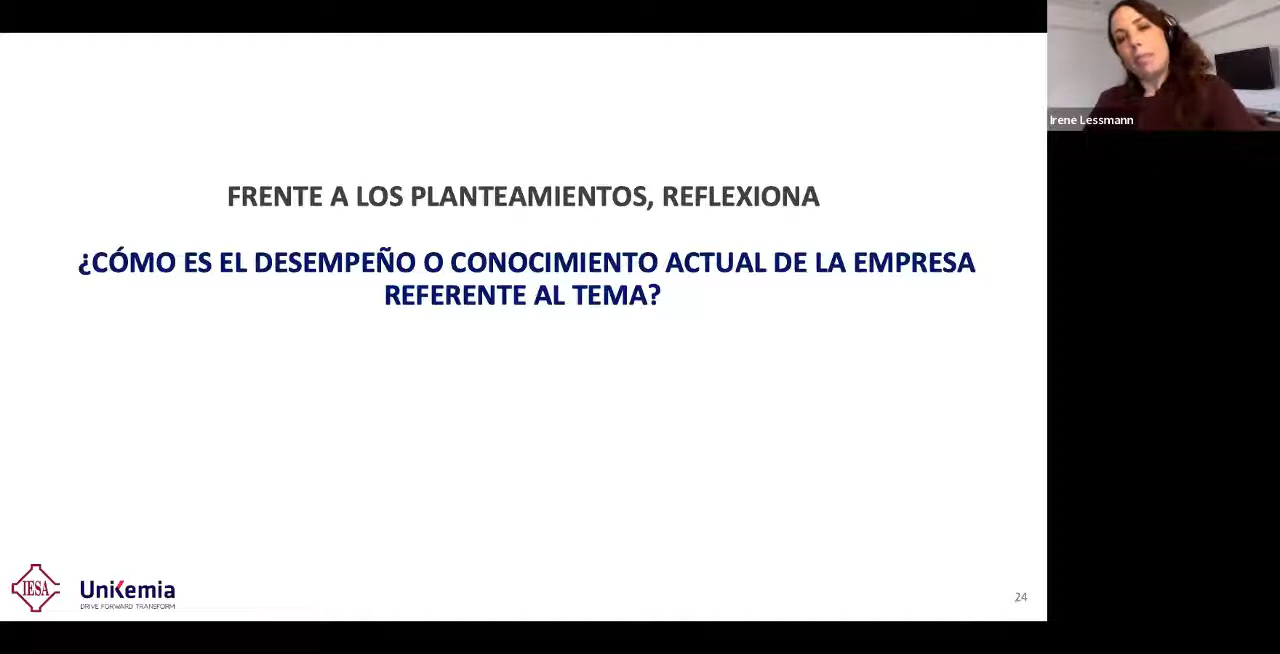 Irene Lessmann
FRENTE A LOS PLANTEAMIENTOS, REFLEXIONA
¿CÓMO ES EL DESEMPEÑO O CONOCIMIENTO ACTUAL DE LA EMPRESA
REFERENTE AL TEMA?
IESA
UniKemia
DRIVE FORWARD TRANSFORM
24